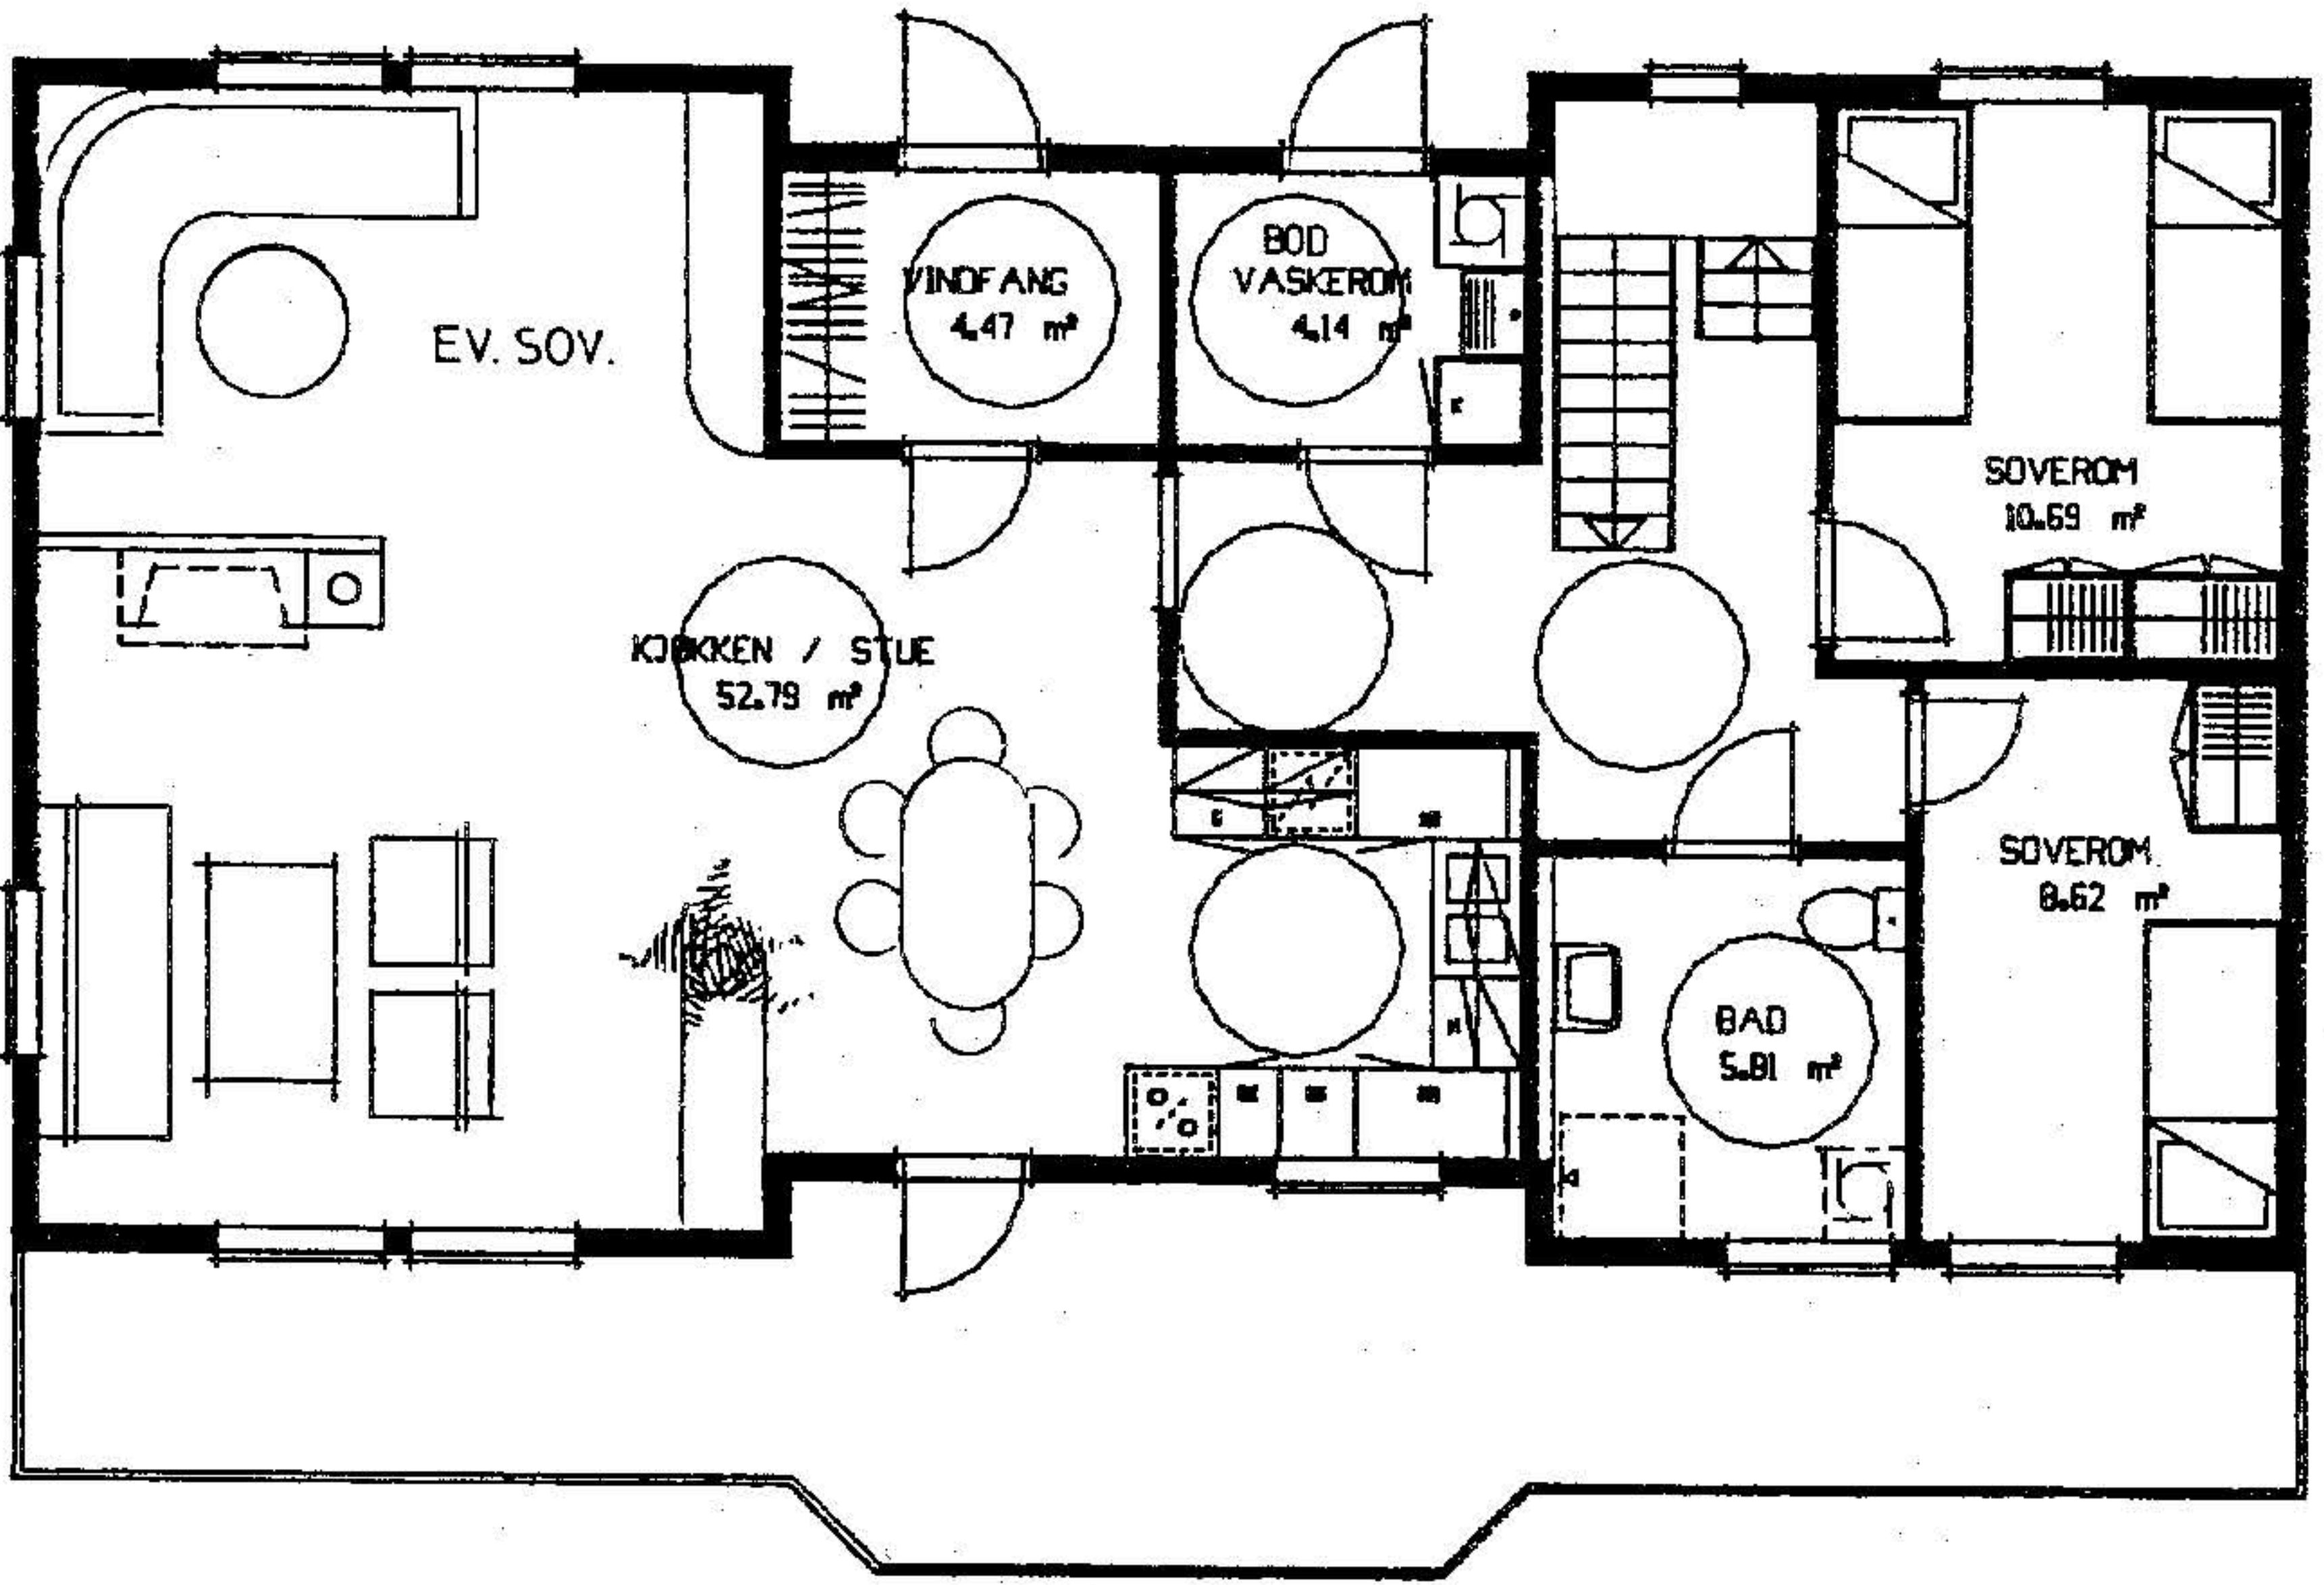 EV. SOV.
VINDFANG
4.47 m²
BOD
VASKEROM
4.14 m²
SOVEROM
10.69 m²
KJØKKEN / STUE
52.79 m²
SOVEROM
8.62 m²
BAD
5.81 m²